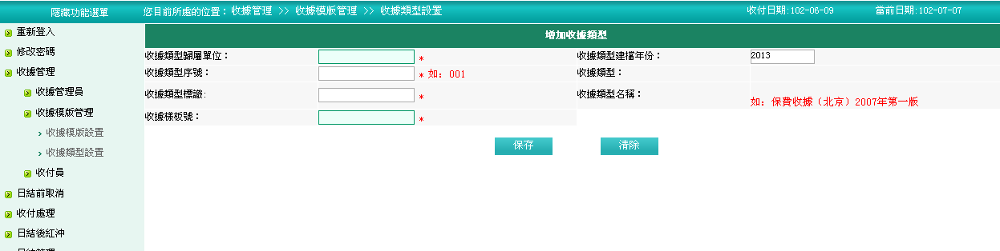 隱藏功能選單 您目前所處的位置：收據管理 >> 收據模版管理 >> 收據類型設置 收付日期:102-06-09 當前日期:102-07-07
重新登入
修改密碼
收據管理
收據管理員
收據模版管理
收據模版設置
收據類型設置
收付員
日結前取消
收付處理
日結後紅沖
增加收據類型
收據類型歸屬單位： * 收據類型建檔年份： 2013
收據類型序號： * 如：001 收據類型：
收據類型標識: * 收據類型名稱： 如：保費收據（北京）2007年第一版
收據樣板號： *
保存 清除